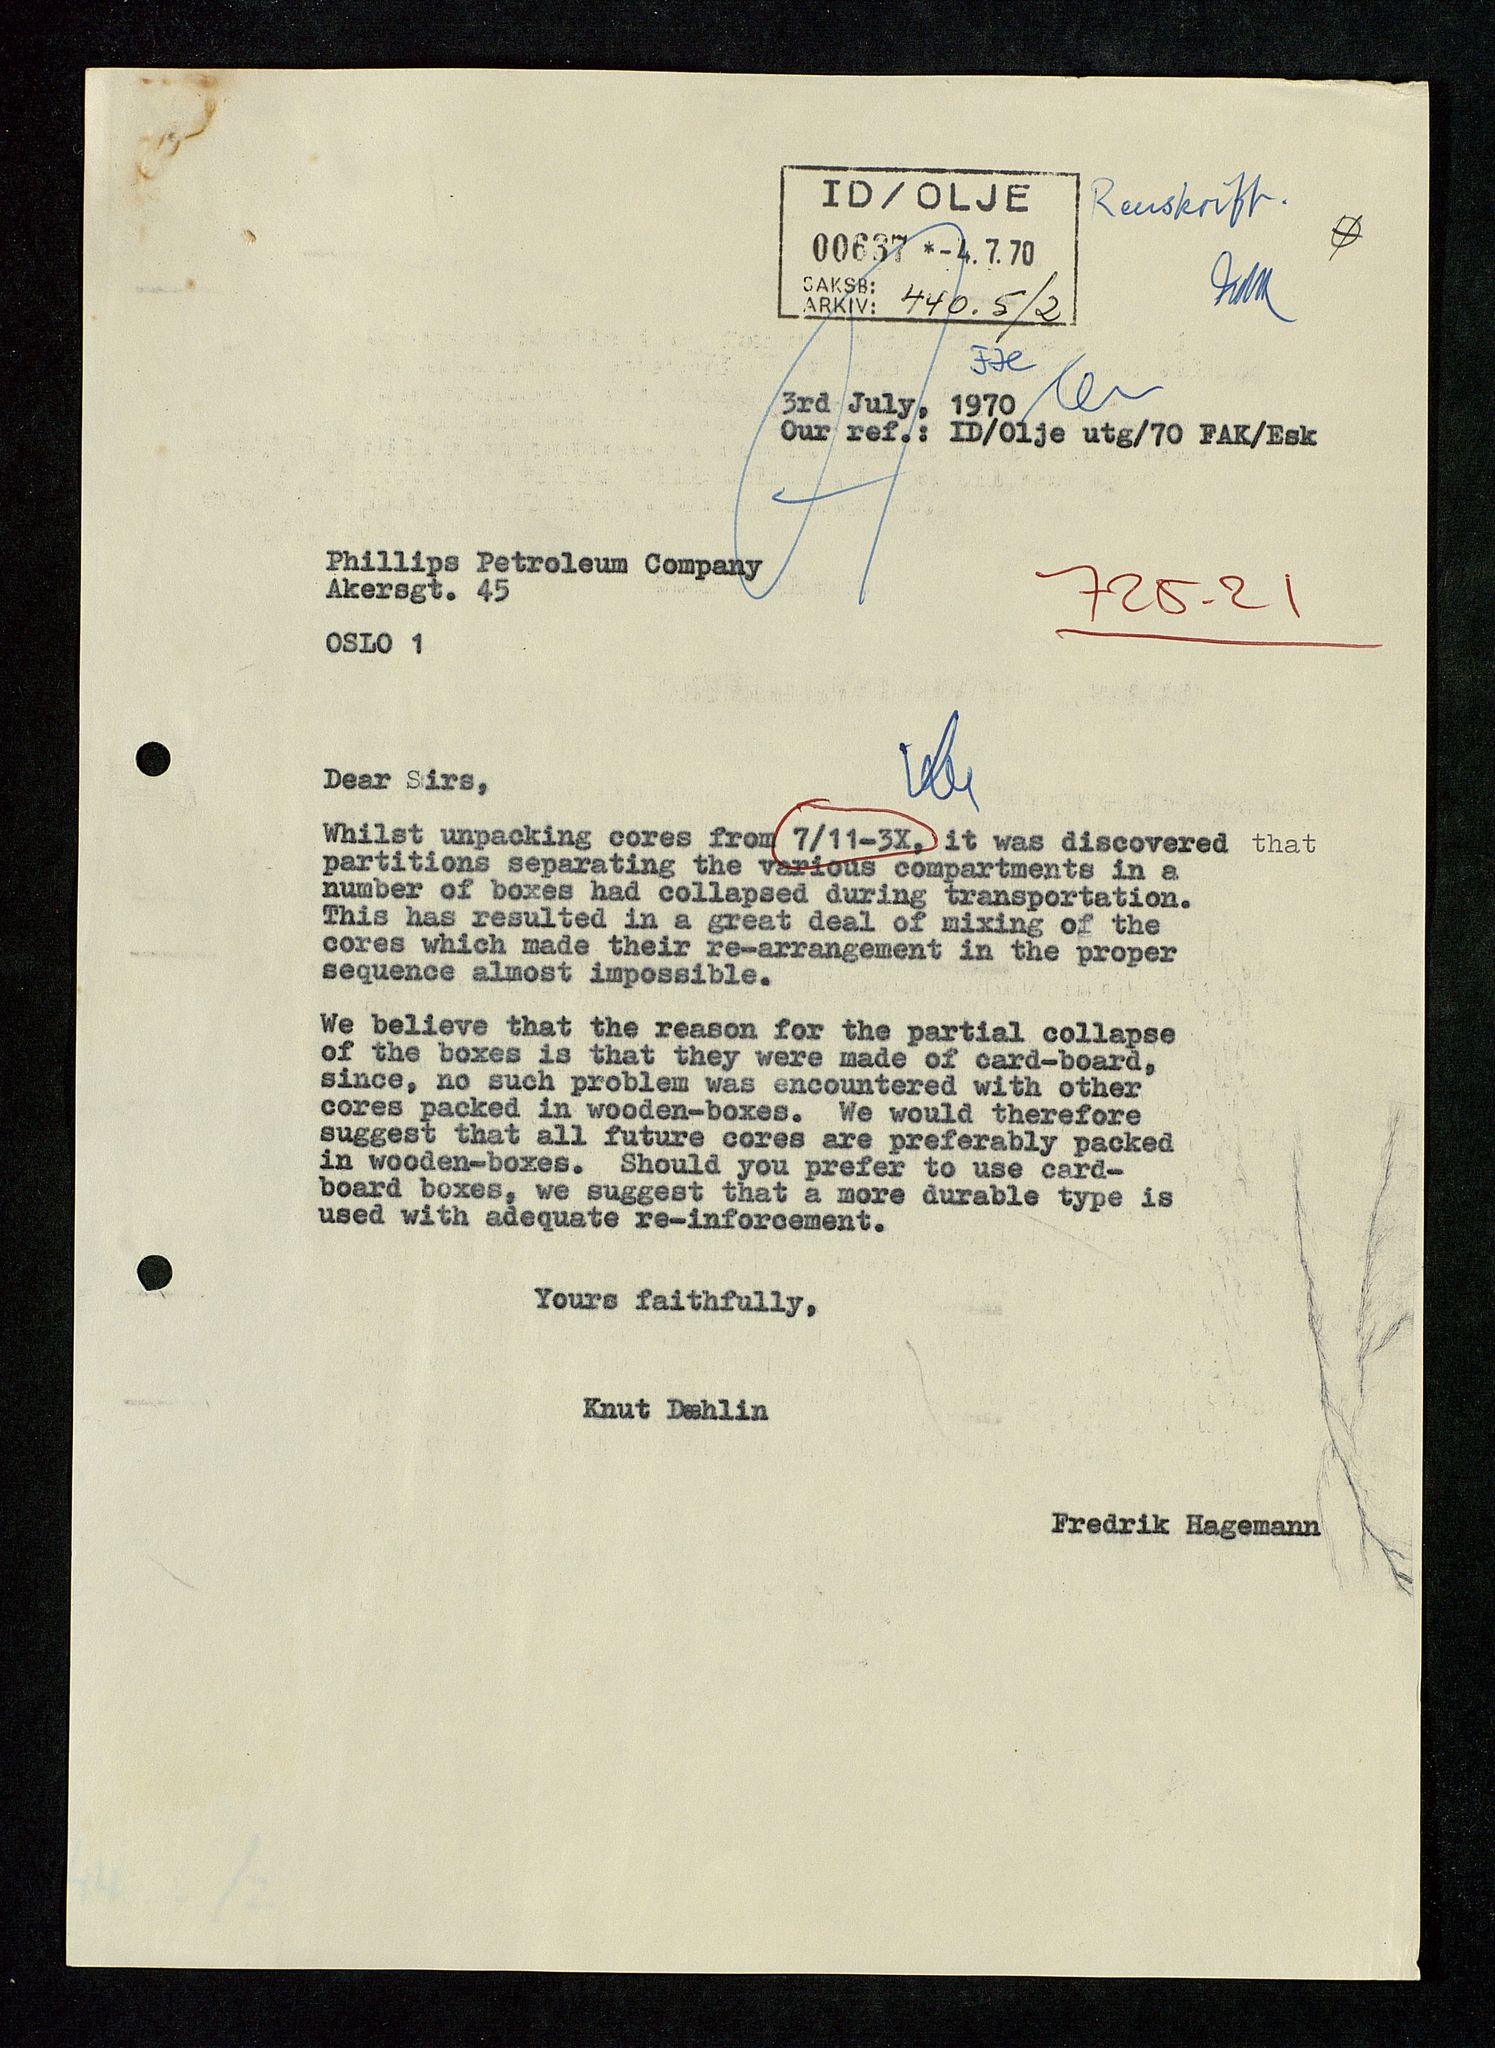 ID/OLJE
Renskrift.
00637 *-4.7.70
SAKSB:
ARKIV: 440.5/2
3rd July, 1970
Our ref.: ID/Olje utg/70 FAK/Esk
Phillips Petroleum Company
Akersgt. 45
725-21
OSLO 1
Dear Sirs,
Whilst unpacking cores from 7/11-3X, it was discovered that
partitions separating the various compartments in a
number of boxes had collapsed during transportation.
This has resulted in a great deal of mixing of the
cores which made their re-arrangement in the proper
sequence almost impossible.
We believe that the reason for the partial collapse
of the boxes is that they were made of card-board,
since, no such problem was encountered with other
cores packed in wooden-boxes. We would therefore
suggest that all future cores are preferably packed
in wooden-boxes. Should you prefer to use card-
board boxes, we suggest that a more durable type is
used with adequate re-inforcement.
Yours faithfully,
Knut Dæhlin
Fredrik Hagemann